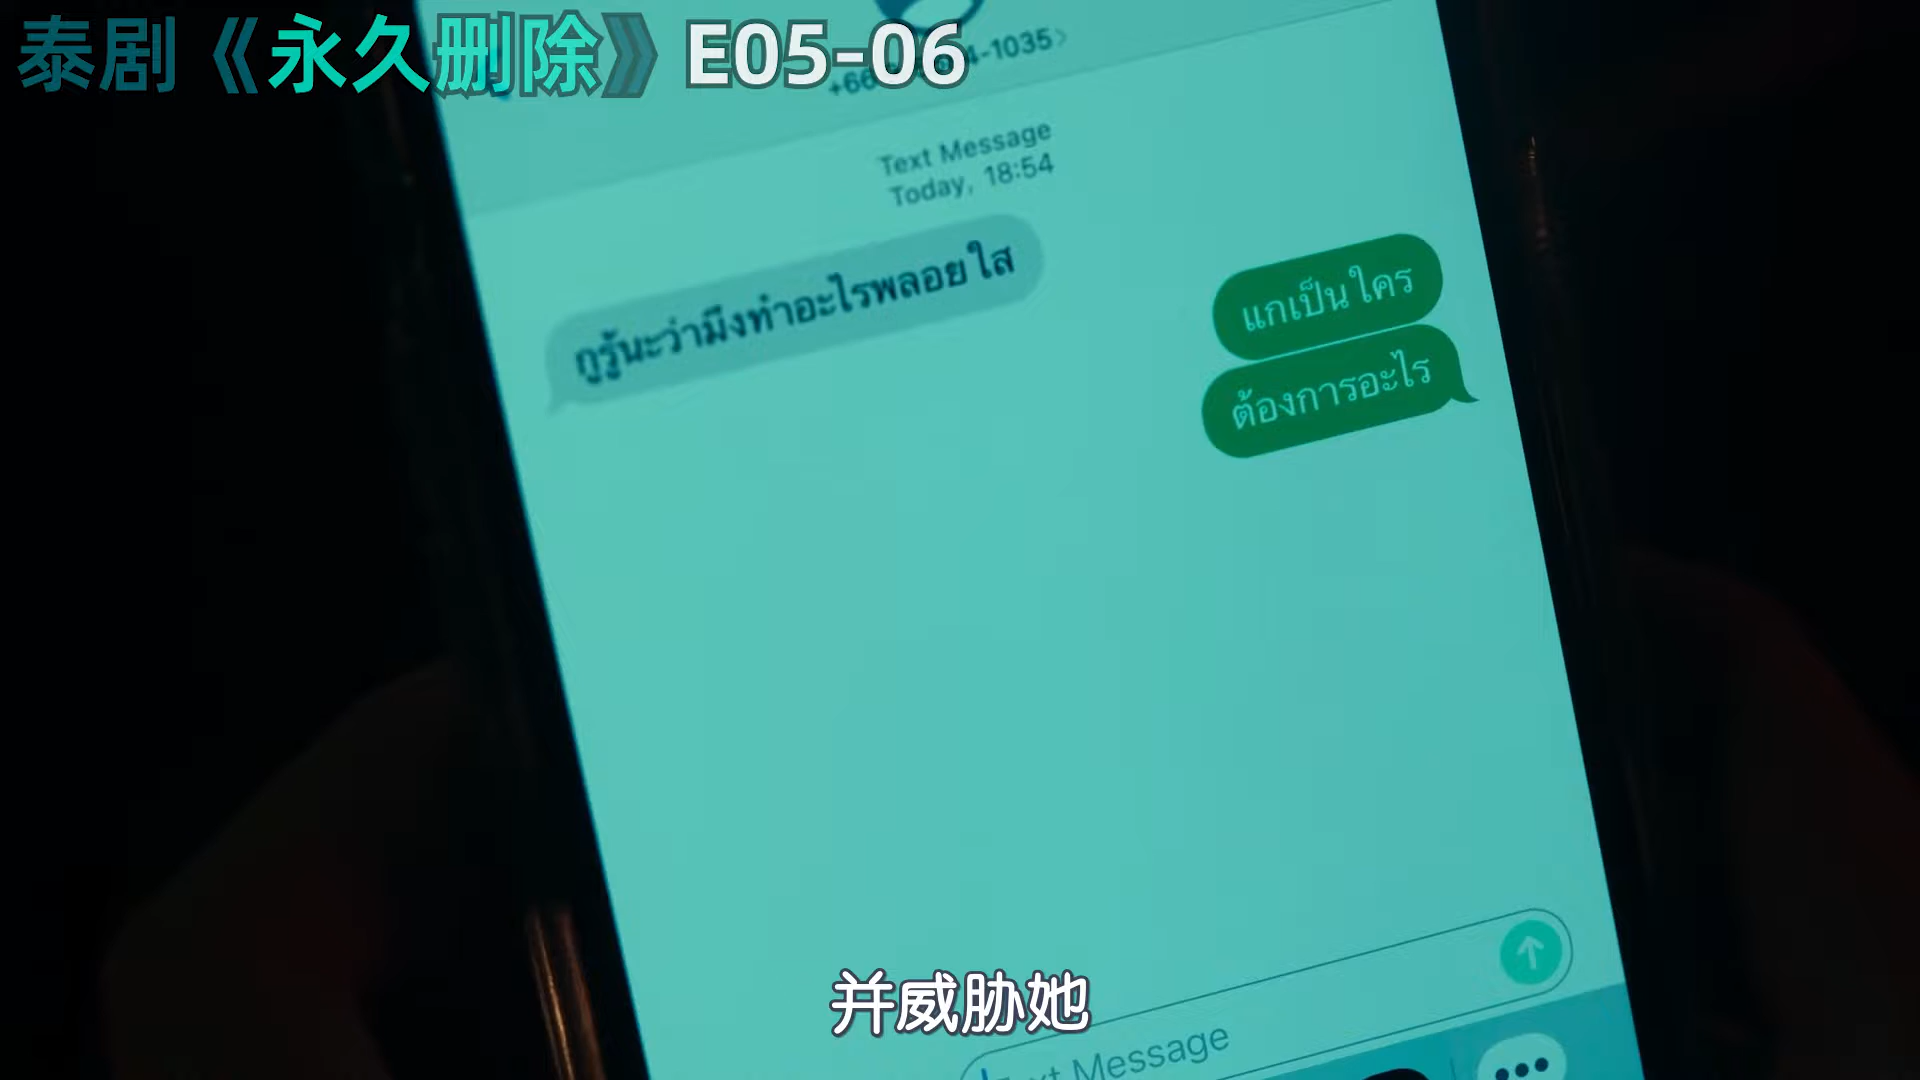 泰剧《永久删除》E05-06
4-1035
Text Message
Today, 18:54
กูรู้นะว่ามึงทำอะไรพลอยใส
แกเป็นใคร
ต้องการอะไร
并威胁她
Message